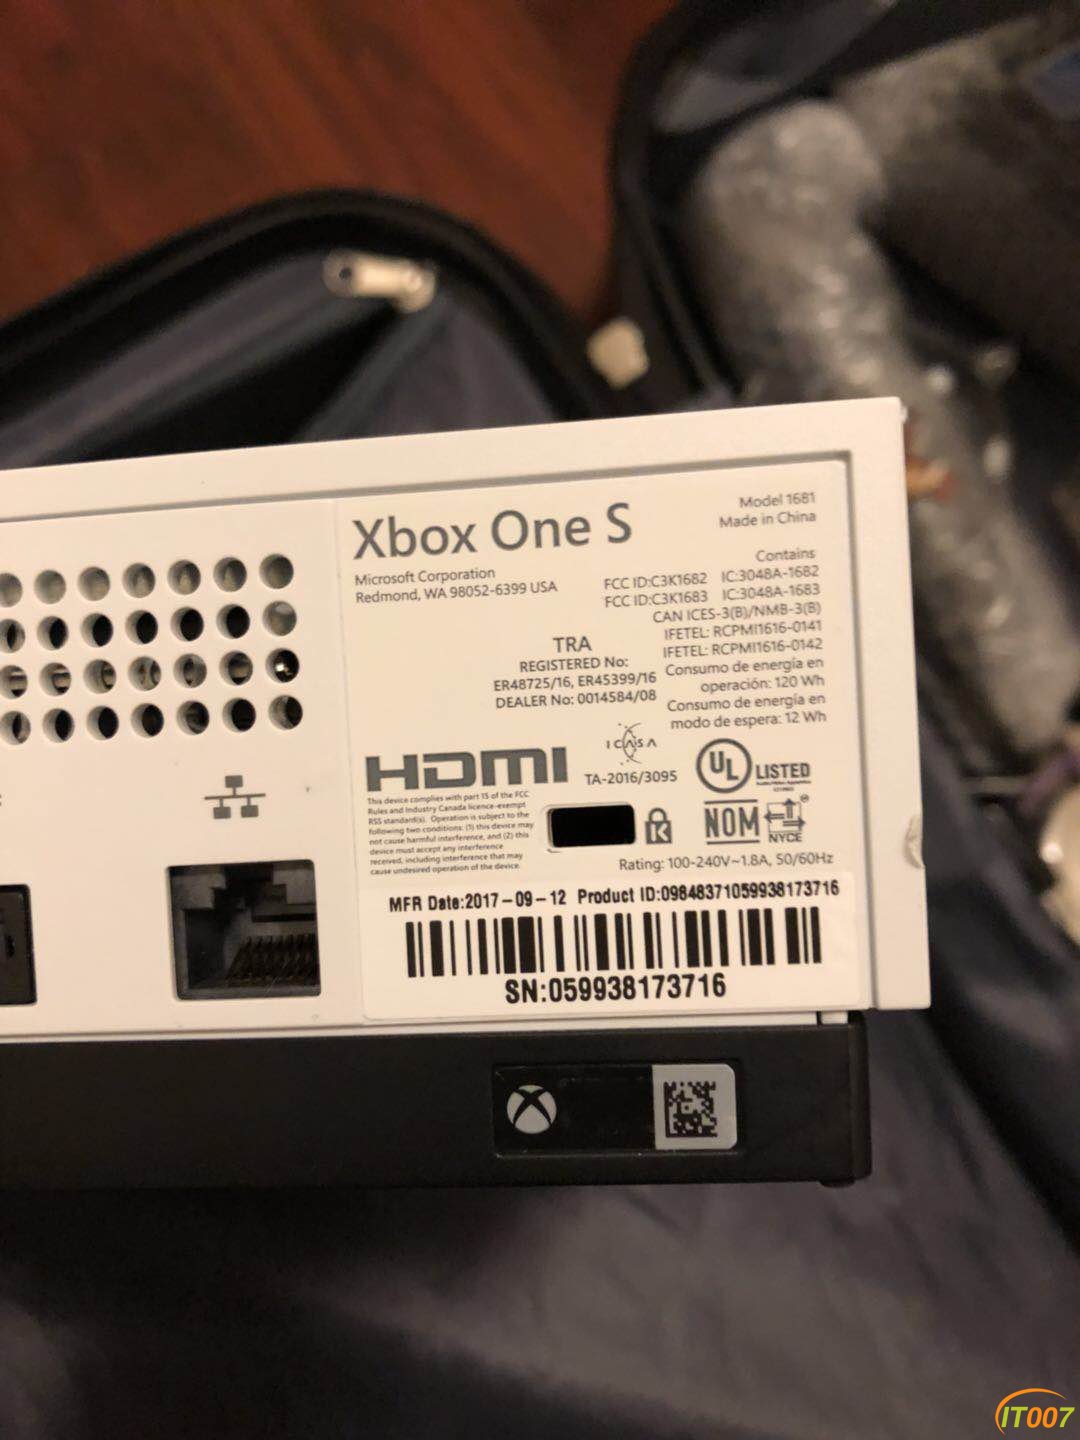 Xbox One S
Model 1681
Made in China
Microsoft Corporation
Redmond, WA 98052-6399 USA
Contains
FCC ID:C3K1682 IC:3048A-1682
FCC ID:C3K1683 IC:3048A-1683
CAN ICES-3(B)/NMB-3(B)
IFETEL: RCPMI1616-0141
IFETEL: RCPMI1616-0142
Consumo de energía en
operación: 120 Wh
Consumo de energía en
modo de espera: 12 Wh
TRA
REGISTERED No:
ER48725/16, ER45399/16
DEALER No: 0014584/08
ICASA
TA-2016/3095
HDMI
UL LISTED
This device complies with part 15 of the FCC
Rules and Industry Canada licence-exempt
RSS standard(s). Operation is subject to the
following two conditions: (1) this device may
not cause harmful interference, and (2) this
device must accept any interference
received, including interference that may
cause undesired operation of the device.
K
NOM
NYCE
Rating: 100-240V~1.8A, 50/60Hz
MFR Date:2017-09-12 Product ID:09848371059938173716
SN:059938173716
IT007